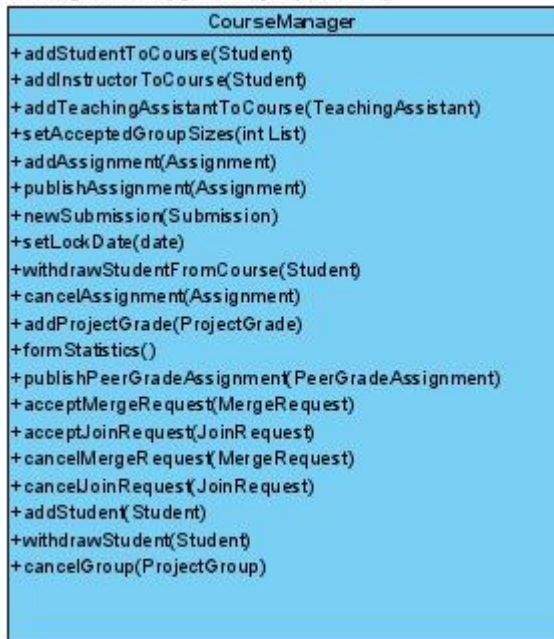 CourseManager
+addStudentToCourse(Student)
+addInstructorToCourse(Student)
+addTeachingAssistantToCourse(TeachingAssistant)
+setAcceptedGroupSizes(int List)
+addAssignment(Assignment)
+publishAssignment(Assignment)
+newSubmission(Submission)
+setLockDate(date)
+withdrawStudentFromCourse(Student)
+cancelAssignment(Assignment)
+addProjectGrade(ProjectGrade)
+formStatistics()
+publishPeerGradeAssignment(PeerGradeAssignment)
+acceptMergeRequest(MergeRequest)
+acceptJoinRequest(JoinRequest)
+cancelMergeRequest(MergeRequest)
+cancelJoinRequest(JoinRequest)
+addStudent(Student)
+withdrawStudent(Student)
+cancelGroup(ProjectGroup)